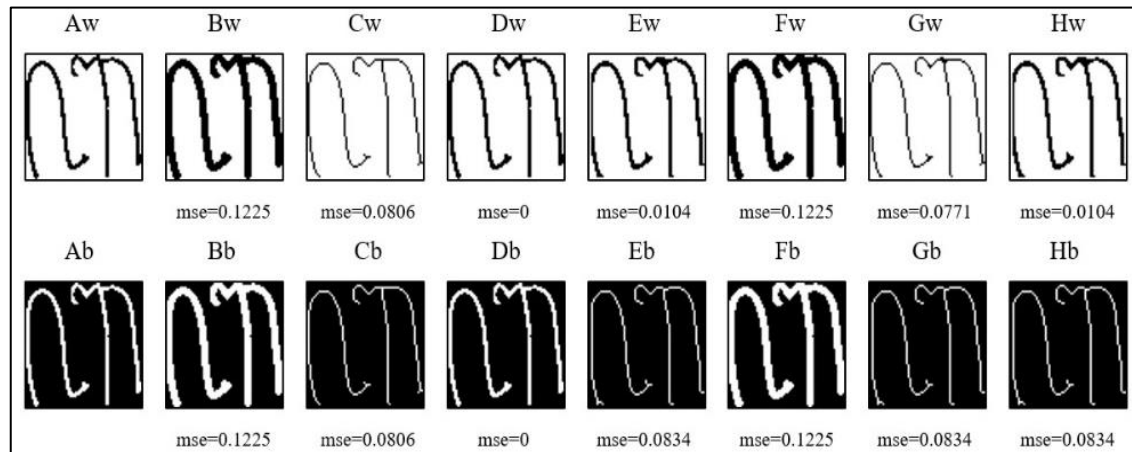 Aw Bw Cw Dw Ew Fw Gw Hw
mse=0.1225 mse=0.0806 mse=0 mse=0.0104 mse=0.1225 mse=0.0771 mse=0.0104
Ab Bb Cb Db Eb Fb Gb Hb
mse=0.1225 mse=0.0806 mse=0 mse=0.0834 mse=0.1225 mse=0.0834 mse=0.0834